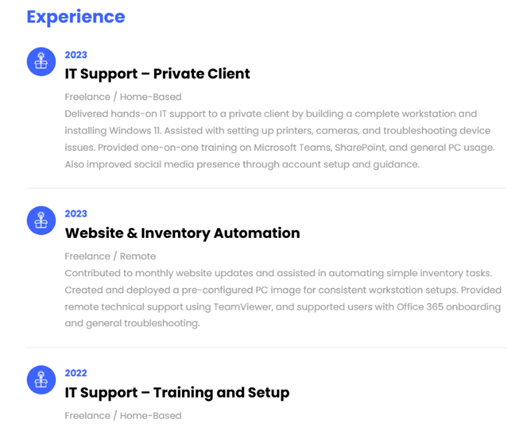 Experience
2023
IT Support – Private Client
Freelance / Home-Based
Delivered hands-on IT support to a private client by building a complete workstation and
installing Windows 11. Assisted with setting up printers, cameras, and troubleshooting device
issues. Provided one-on-one training on Microsoft Teams, SharePoint, and general PC usage.
Also improved social media presence through account setup and guidance.
2023
Website & Inventory Automation
Freelance / Remote
Contributed to monthly website updates and assisted in automating simple inventory tasks.
Created and deployed a pre-configured PC image for consistent workstation setups. Provided
remote technical support using TeamViewer, and supported users with Office 365 onboarding
and general troubleshooting.
2022
IT Support – Training and Setup
Freelance / Home-Based